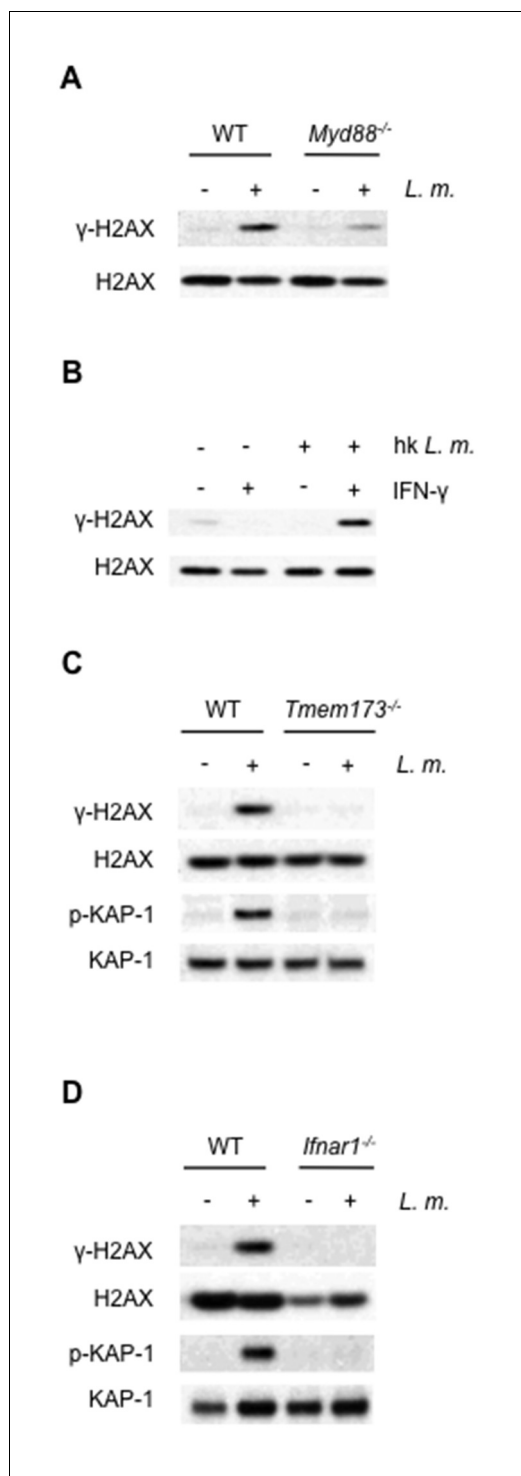 A
WT Myd88-/-
- + - + L. m.
γ-H2AX
H2AX
B
- - + + hk L. m.
- + - + IFN-γ
γ-H2AX
H2AX
C
WT Tmem173-/-
- + - + L. m.
γ-H2AX
H2AX
p-KAP-1
KAP-1
D
WT Ifnar1-/-
- + - + L. m.
γ-H2AX
H2AX
p-KAP-1
KAP-1